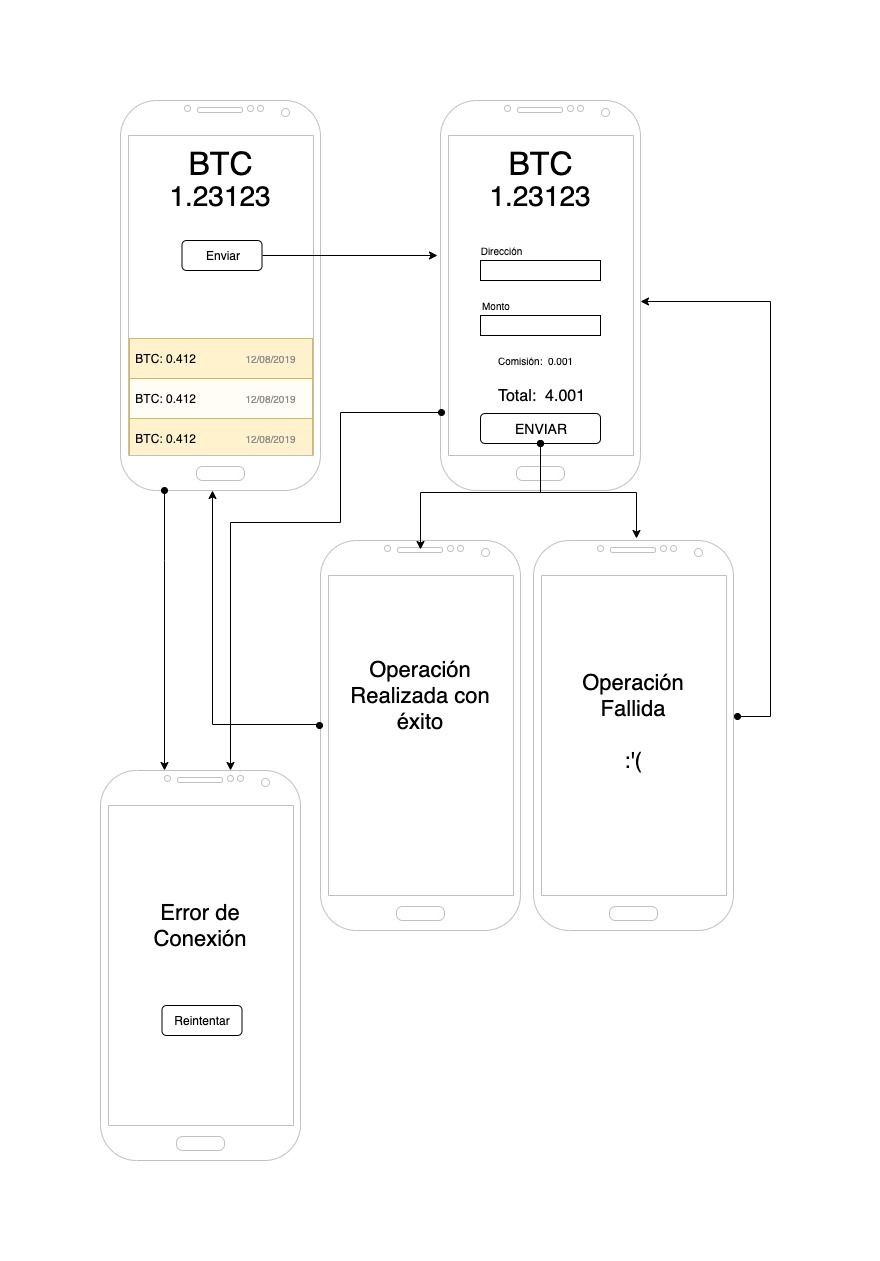 BTC
1.23123
Enviar
BTC: 0.412 12/08/2019
BTC: 0.412 12/08/2019
BTC: 0.412 12/08/2019
BTC
1.23123
Dirección
Monto
Comisión: 0.001
Total: 4.001
ENVIAR
Operación
Realizada con
éxito
Operación
Fallida
:'(
Error de
Conexión
Reintentar